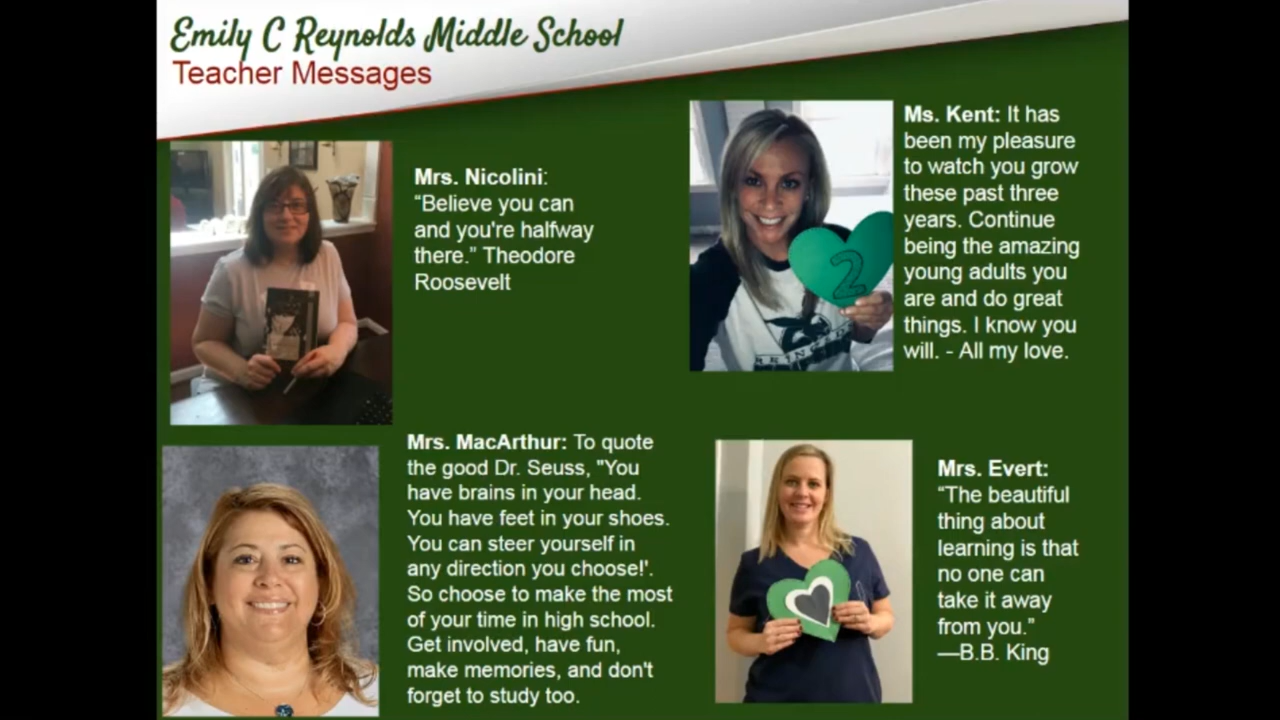 Emily C Reynolds Middle School
Teacher Messages
Mrs. Nicolini:
“Believe you can
and you're halfway
there.” Theodore
Roosevelt
Ms. Kent: It has
been my pleasure
to watch you grow
these past three
years. Continue
being the amazing
young adults you
are and do great
things. I know you
will. - All my love.
2
Mrs. MacArthur: To quote
the good Dr. Seuss, "You
have brains in your head.
You have feet in your shoes.
You can steer yourself in
any direction you choose!'.
So choose to make the most
of your time in high school.
Get involved, have fun,
make memories, and don't
forget to study too.
Mrs. Evert:
“The beautiful
thing about
learning is that
no one can
take it away
from you.”
—B.B. King